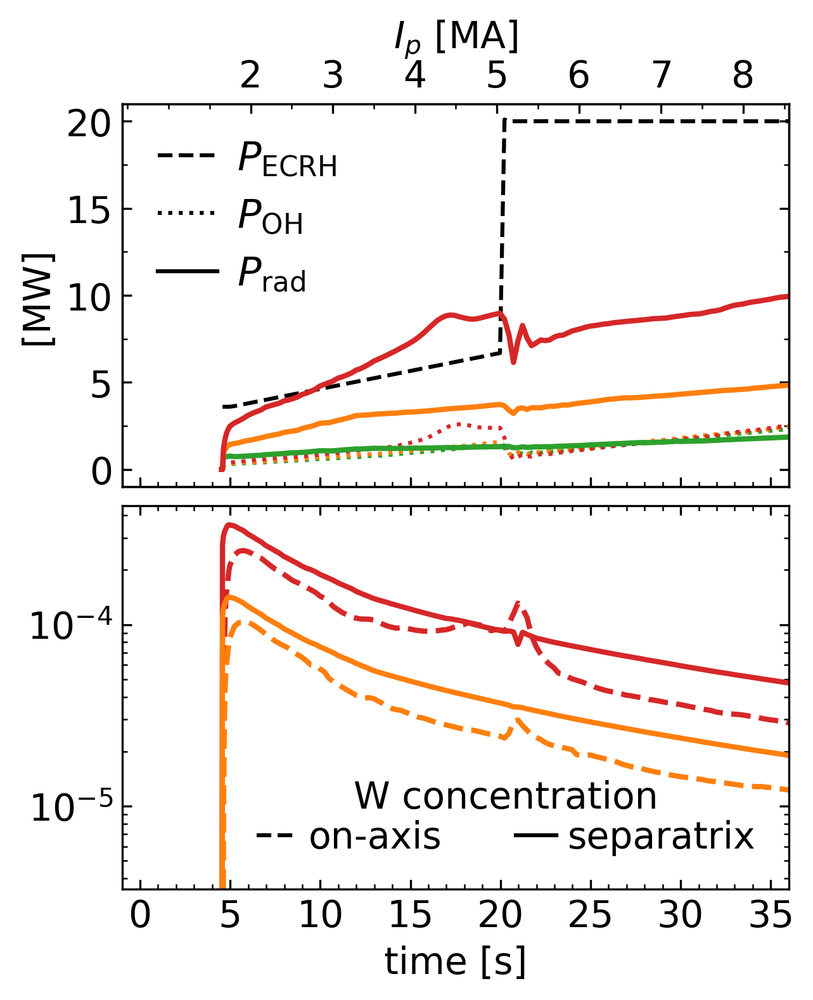 I_p [MA]
2 3 4 5 6 7 8
20
15
10
5
0
[MW]
P_ECRH
P_OH
P_rad
10^{-4}
10^{-5}
W concentration
on-axis separatrix
0 5 10 15 20 25 30 35
time [s]